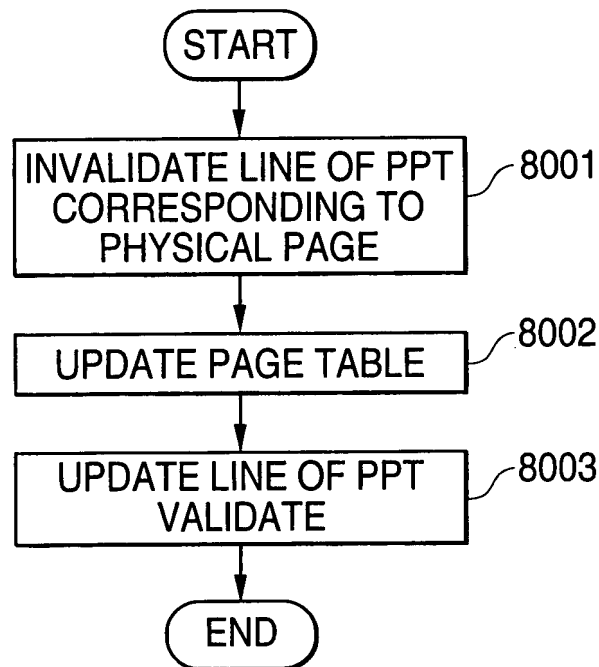 START
INVALIDATE LINE OF PPT
CORRESPONDING TO
PHYSICAL PAGE
8001
UPDATE PAGE TABLE
8002
UPDATE LINE OF PPT
VALIDATE
8003
END